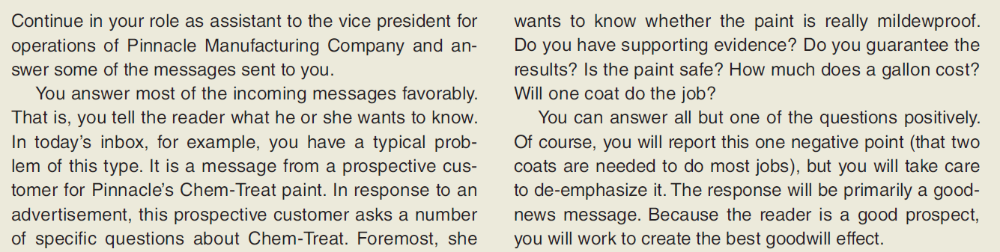 Continue in your role as assistant to the vice president for
operations of Pinnacle Manufacturing Company and an-
swer some of the messages sent to you.
You answer most of the incoming messages favorably.
That is, you tell the reader what he or she wants to know.
In today's inbox, for example, you have a typical prob-
lem of this type. It is a message from a prospective cus-
tomer for Pinnacle's Chem-Treat paint. In response to an
advertisement, this prospective customer asks a number
of specific questions about Chem-Treat. Foremost, she
wants to know whether the paint is really mildewproof.
Do you have supporting evidence? Do you guarantee the
results? Is the paint safe? How much does a gallon cost?
Will one coat do the job?
You can answer all but one of the questions positively.
Of course, you will report this one negative point (that two
coats are needed to do most jobs), but you will take care
to de-emphasize it. The response will be primarily a good-
news message. Because the reader is a good prospect,
you will work to create the best goodwill effect.